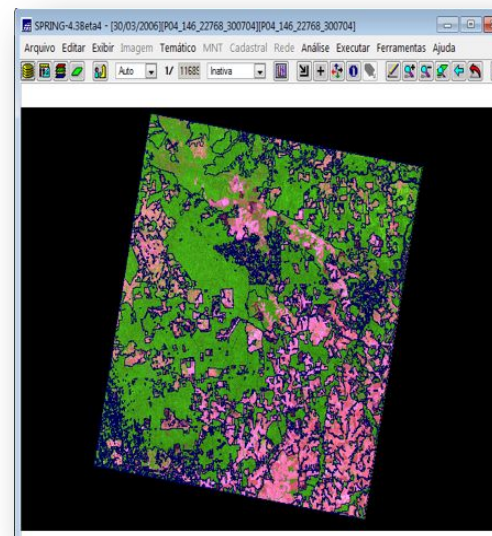 SPRING-4.3Beta4 - [30/03/2006][P04_146_22768_300704][P04_146_22768_300704]
Arquivo Editar Exibir Imagem Temático MNT Cadastral Rede Análise Executar Ferramentas Ajuda
Auto 1/ 11685 Inativa